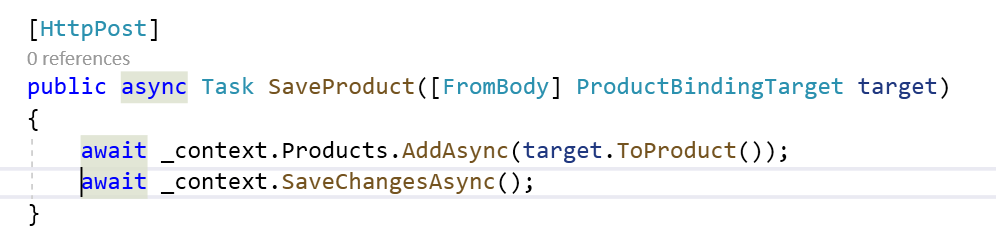 [HttpPost]
0 references
public async Task SaveProduct([FromBody] ProductBindingTarget target)
{
await _context.Products.AddAsync(target.ToProduct());
await _context.SaveChangesAsync();
}